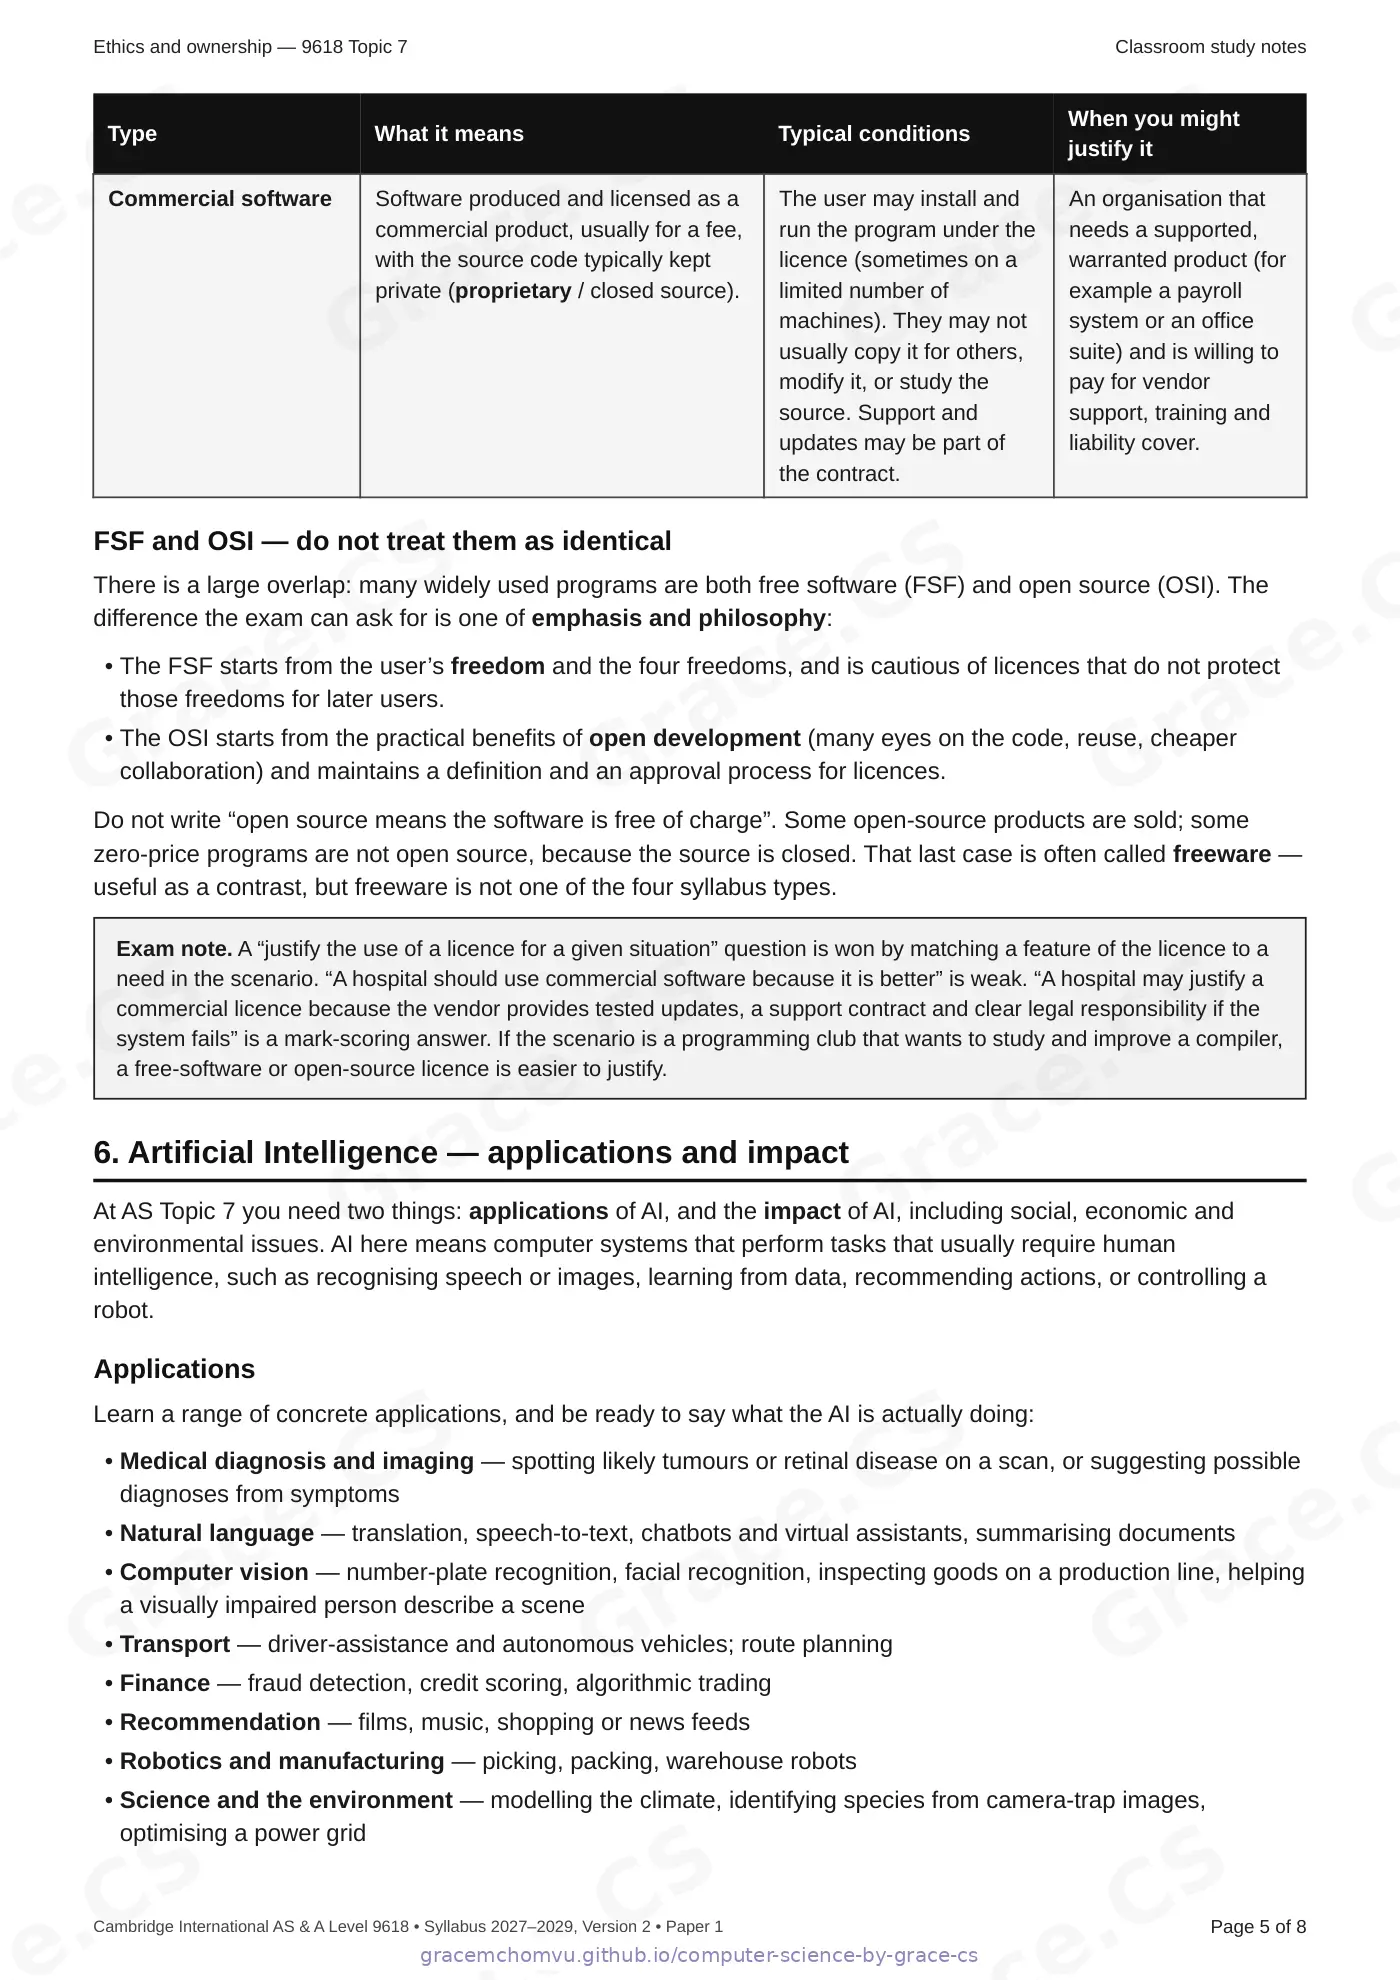 Ethics and ownership — 9618 Topic 7
Classroom study notes
Type
What it means
Typical conditions
When you might
justify it
Commercial software
Software produced and licensed as a
commercial product, usually for a fee,
with the source code typically kept
private (proprietary / closed source).
The user may install and
run the program under the
licence (sometimes on a
limited number of
machines). They may not
usually copy it for others,
modify it, or study the
source. Support and
updates may be part of
the contract.
An organisation that
needs a supported,
warranted product (for
example a payroll
system or an office
suite) and is willing to
pay for vendor
support, training and
liability cover.
FSF and OSI — do not treat them as identical
There is a large overlap: many widely used programs are both free software (FSF) and open source (OSI). The
difference the exam can ask for is one of emphasis and philosophy:
• The FSF starts from the user’s freedom and the four freedoms, and is cautious of licences that do not protect
those freedoms for later users.
• The OSI starts from the practical benefits of open development (many eyes on the code, reuse, cheaper
collaboration) and maintains a definition and an approval process for licences.
Do not write “open source means the software is free of charge”. Some open-source products are sold; some
zero-price programs are not open source, because the source is closed. That last case is often called freeware —
useful as a contrast, but freeware is not one of the four syllabus types.
Exam note. A “justify the use of a licence for a given situation” question is won by matching a feature of the licence to a
need in the scenario. “A hospital should use commercial software because it is better” is weak. “A hospital may justify a
commercial licence because the vendor provides tested updates, a support contract and clear legal responsibility if the
system fails” is a mark-scoring answer. If the scenario is a programming club that wants to study and improve a compiler,
a free-software or open-source licence is easier to justify.
6. Artificial Intelligence — applications and impact
At AS Topic 7 you need two things: applications of AI, and the impact of AI, including social, economic and
environmental issues. AI here means computer systems that perform tasks that usually require human
intelligence, such as recognising speech or images, learning from data, recommending actions, or controlling a
robot.
Applications
Learn a range of concrete applications, and be ready to say what the AI is actually doing:
• Medical diagnosis and imaging — spotting likely tumours or retinal disease on a scan, or suggesting possible
diagnoses from symptoms
• Natural language — translation, speech-to-text, chatbots and virtual assistants, summarising documents
• Computer vision — number-plate recognition, facial recognition, inspecting goods on a production line, helping
a visually impaired person describe a scene
• Transport — driver-assistance and autonomous vehicles; route planning
• Finance — fraud detection, credit scoring, algorithmic trading
• Recommendation — films, music, shopping or news feeds
• Robotics and manufacturing — picking, packing, warehouse robots
• Science and the environment — modelling the climate, identifying species from camera-trap images,
optimising a power grid
Cambridge International AS & A Level 9618 • Syllabus 2027–2029, Version 2 • Paper 1
Page 5 of 8
gracemchomvu.github.io/computer-science-by-grace-cs
Grace.CS